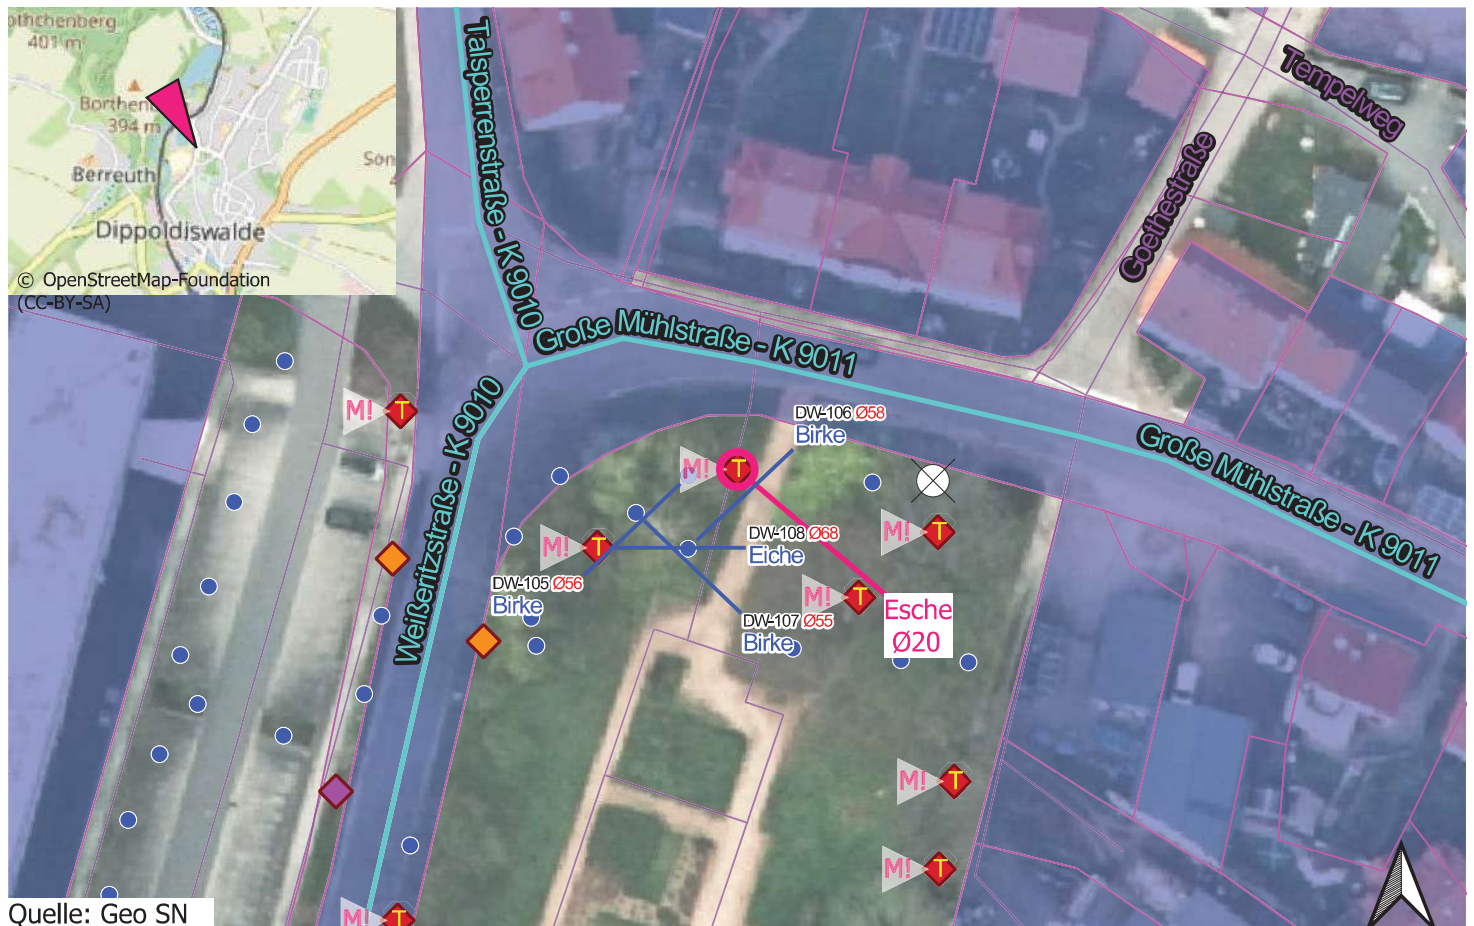 othchenberg
401 m
Borthen
394 m
Berreuth
Son
Dippoldiswalde
© OpenStreetMap-Foundation
(CC-BY-SA)
Talsperrenstraße - K 9010
Große Mühlstraße - K 9011
Goethestraße
Tempelweg
Weißeritzstraße - K 9010
Große Mühlstraße - K 9011
M! T
DW-106 Ø58
Birke
M! T
M! T
DW-108 Ø68
Eiche
M! T
DW-105 Ø56
Birke
M! T
Esche
Ø20
DW-107 Ø55
Birke
M! T
M! T
M! T
Quelle: Geo SN